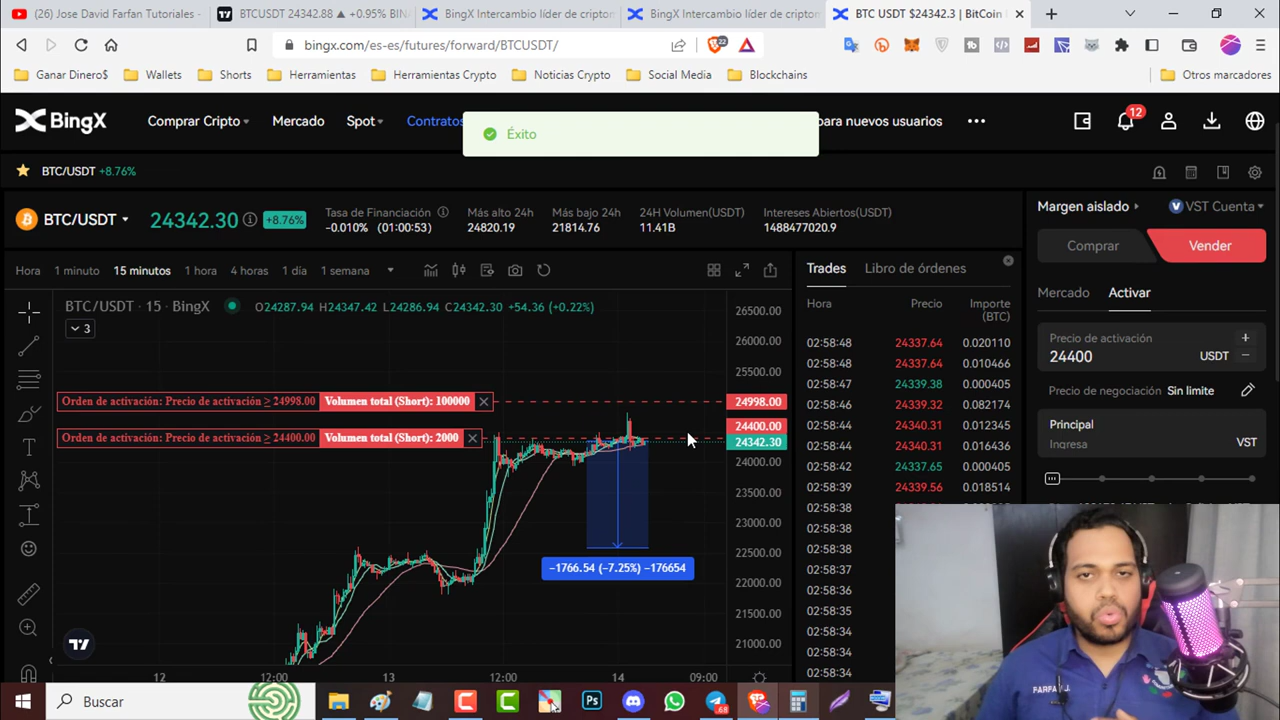 (26) Jose David Farfan Tutoriales -
BTCUSDT 24342.88 ▲ +0.95% BIN
BingX Intercambio líder de cripto
BingX Intercambio líder de cripto
BTC USDT $24342.3 | BitCoin
bingx.com/es-es/futures/forward/BTCUSDT/
22
Ganar Dinero$
Wallets
Shorts
Herramientas
Herramientas Crypto
Noticias Crypto
Social Media
Blockchains
Otros marcadores
BingX
Comprar Cripto
Mercado
Spot
Contratos
Éxito
para nuevos usuarios
12
BTC/USDT +8.76%
BTC/USDT
24342.30
+8.76%
Tasa de Financiación
-0.010% (01:00:53)
Más alto 24h
24820.19
Más bajo 24h
21814.76
24H Volumen(USDT)
11.41B
Intereses Abiertos(USDT)
1488477020.9
Margen aislado
VST Cuenta
Comprar
Vender
Hora
1 minuto
15 minutos
1 hora
4 horas
1 día
1 semana
Trades
Libro de órdenes
Mercado
Activar
BTC/USDT · 15 · BingX
O24287.94 H24347.42 L24286.94 C24342.30 +54.36 (+0.22%)
3
Hora
Precio
Importe
(BTC)
Precio de activación
24400
USDT
Precio de negociación Sin limite
Principal
Ingresa
VST
26500.00
26000.00
25500.00
24998.00
24400.00
24342.30
24000.00
23500.00
23000.00
22500.00
22000.00
21500.00
21000.00
Orden de activación: Precio de activación ≥ 24998.00
Volumen total (Short): 100000
Orden de activación: Precio de activación ≥ 24400.00
Volumen total (Short): 2000
−1766.54 (−7.25%) −176654
12
12:00
13
12:00
14
09:00
02:58:48 24337.64 0.020110
02:58:48 24337.64 0.010466
02:58:47 24339.38 0.000405
02:58:46 24339.32 0.082174
02:58:44 24340.31 0.012345
02:58:44 24340.31 0.016436
02:58:42 24337.65 0.000405
02:58:39 24339.56 0.018514
02:58:38
02:58:38
02:58:38
02:58:37
02:58:36
02:58:35
02:58:34
02:58:34
02:58:34
FARFAN J.
Buscar
Ps
68